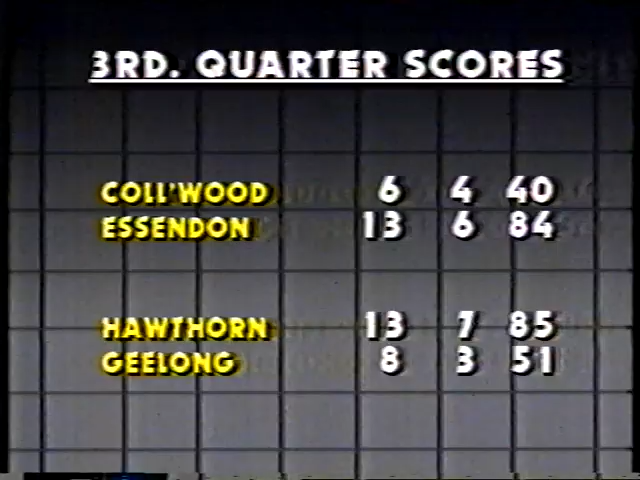 3RD. QUARTER SCORES
COLL'WOOD 6 4 40
ESSENDON 13 6 84
HAWTHORN 13 7 85
GEELONG 8 3 51